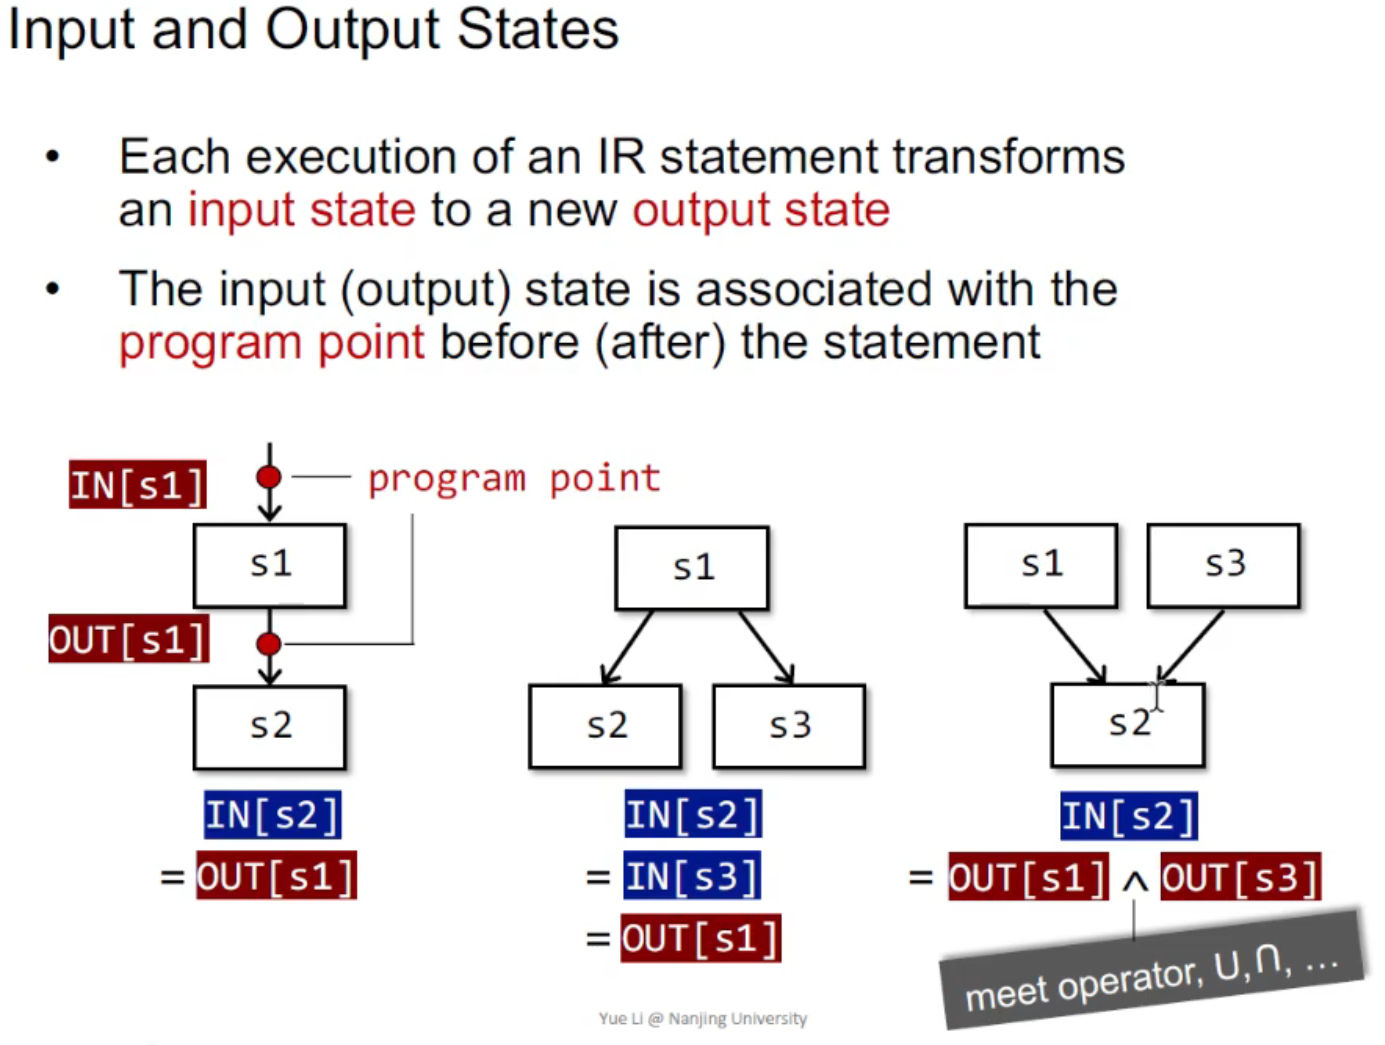 Input and Output States
• Each execution of an IR statement transforms
an input state to a new output state
• The input (output) state is associated with the
program point before (after) the statement
IN[s1]
program point
s1
OUT[s1]
s2
IN[s2]
= OUT[s1]
s1
s2 s3
IN[s2]
= IN[s3]
= OUT[s1]
s1 s3
s2
IN[s2]
= OUT[s1] ∧ OUT[s3]
meet operator, ∪,∩, ...
Yue Li @ Nanjing University